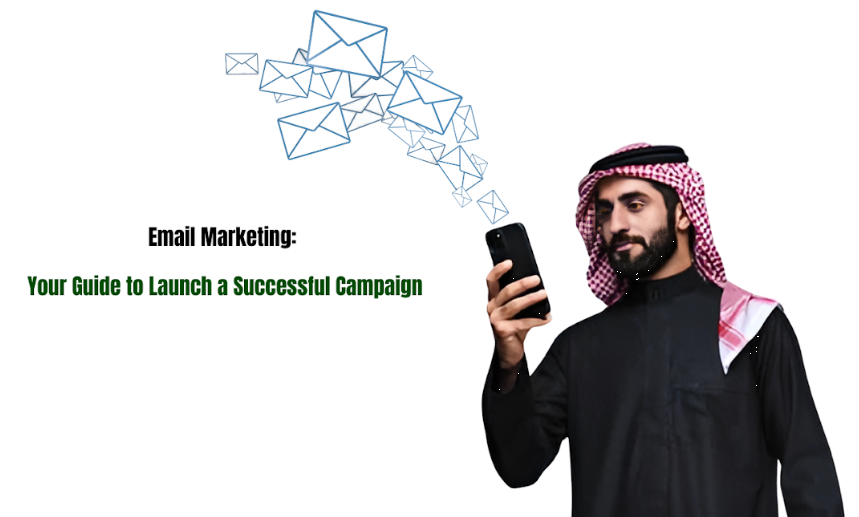 Email Marketing:
Your Guide to Launch a Successful Campaign